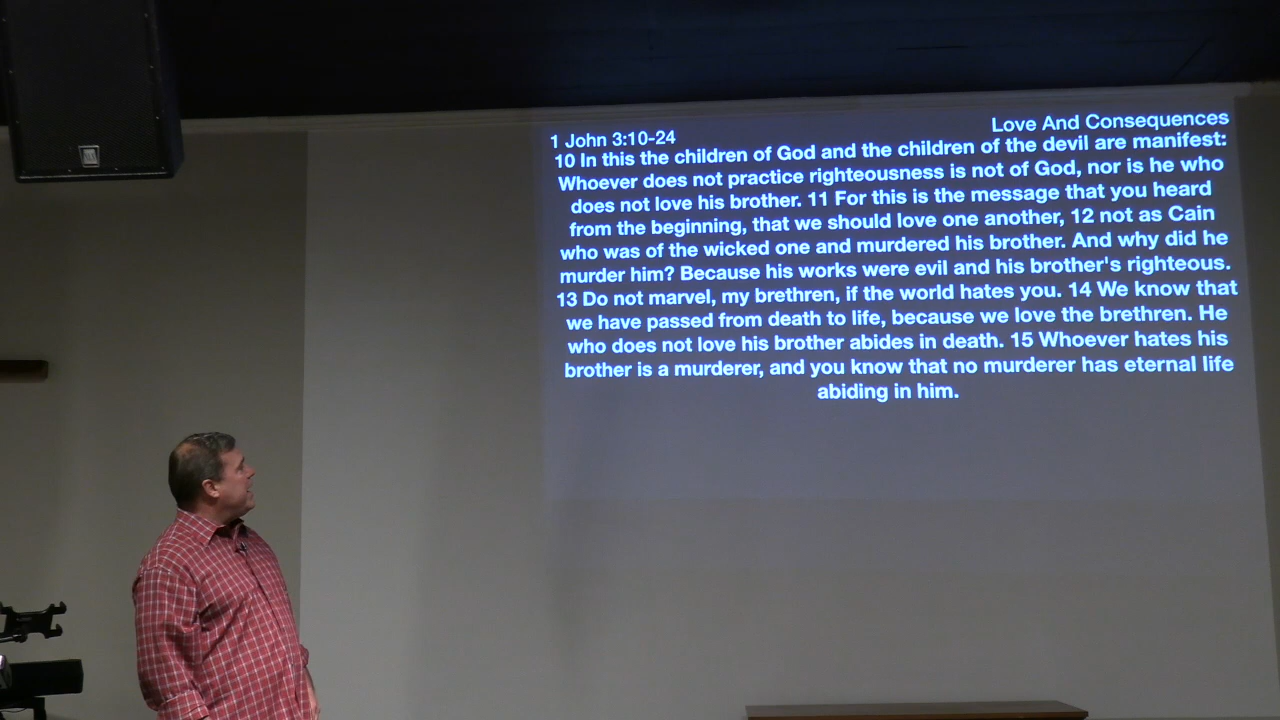 Love And Consequences
1 John 3:10-24
10 In this the children of God and the children of the devil are manifest:
Whoever does not practice righteousness is not of God, nor is he who
does not love his brother. 11 For this is the message that you heard
from the beginning, that we should love one another, 12 not as Cain
who was of the wicked one and murdered his brother. And why did he
murder him? Because his works were evil and his brother's righteous.
13 Do not marvel, my brethren, if the world hates you. 14 We know that
we have passed from death to life, because we love the brethren. He
who does not love his brother abides in death. 15 Whoever hates his
brother is a murderer, and you know that no murderer has eternal life
abiding in him.